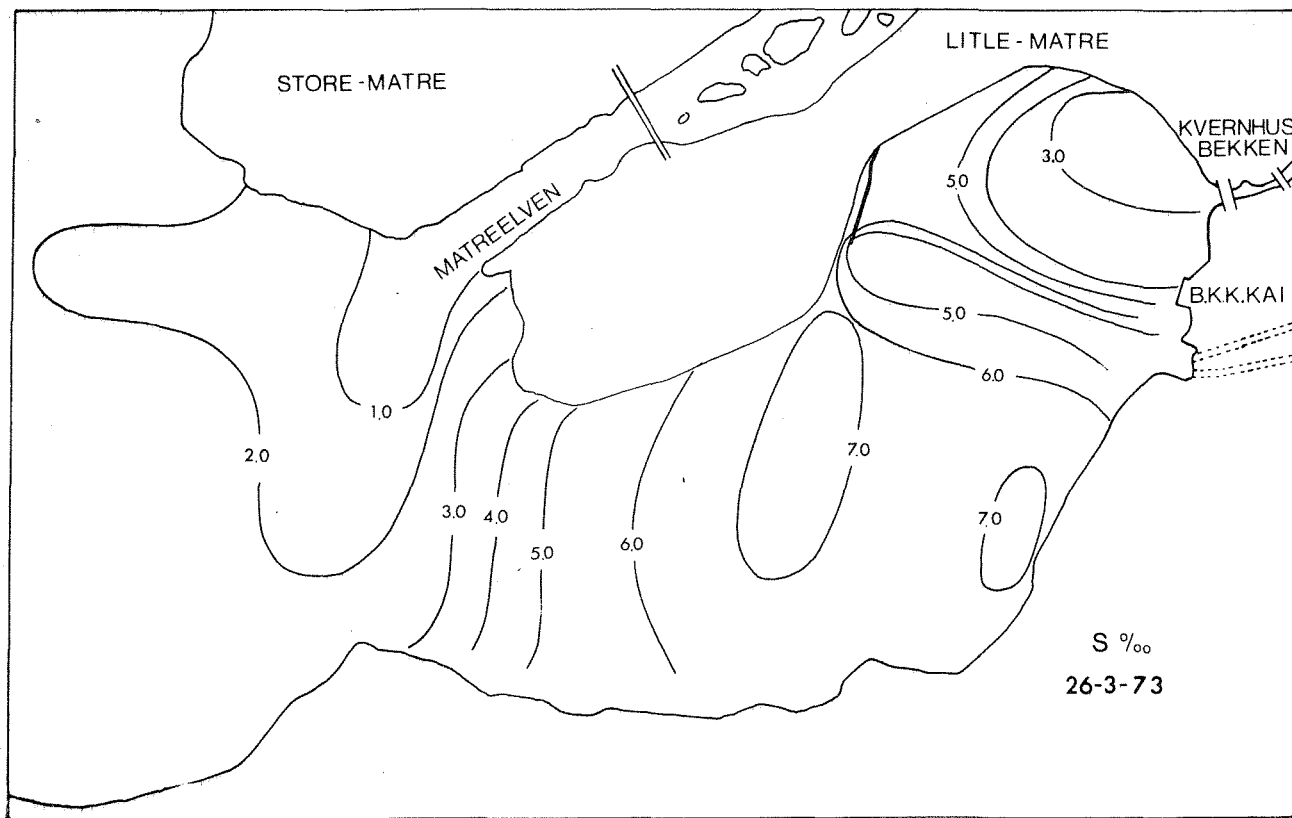 STORE-MATRE
LITLE-MATRE
KVERNHUS
BEKKEN
3.0
5.0
MATREELVEN
B.K.K.KAI
5.0
6.0
1.0
2.0
7.0
3.0
4.0
5.0
6.0
7.0
S ‰
26-3-73